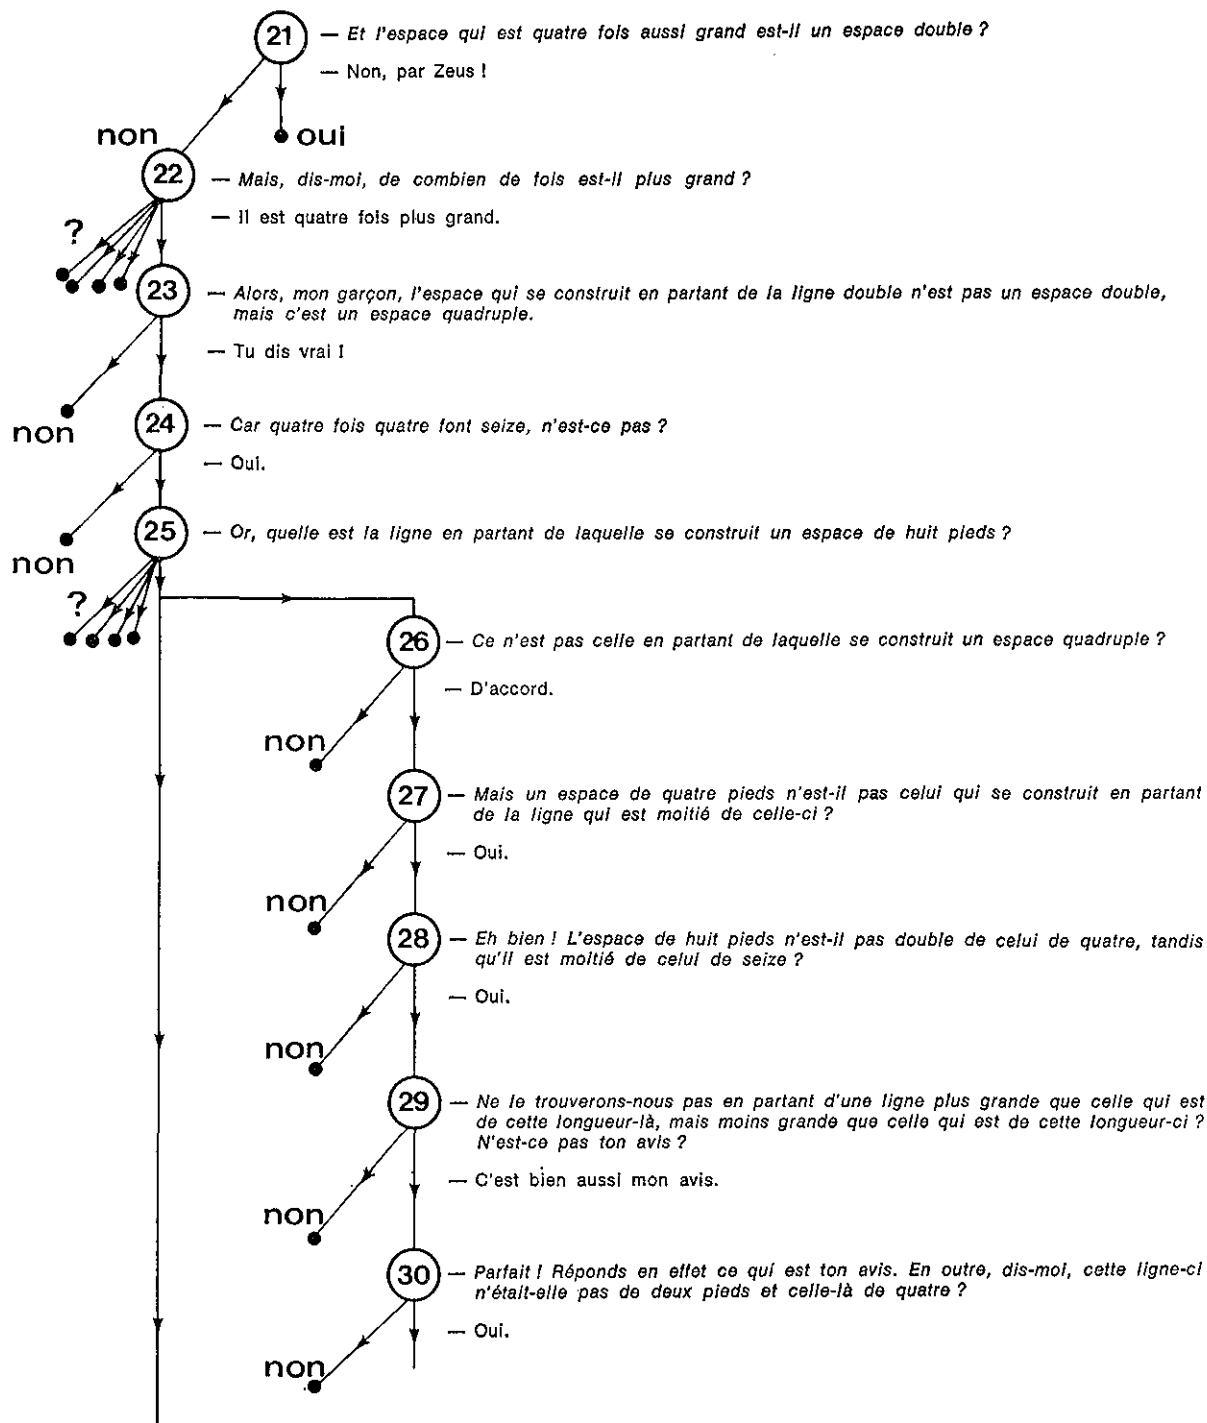 21 — Et l'espace qui est quatre fois aussi grand est-il un espace double ?
— Non, par Zeus !
non
oui
22 — Mais, dis-moi, de combien de fois est-il plus grand ?
— Il est quatre fois plus grand.
?
23 — Alors, mon garçon, l'espace qui se construit en partant de la ligne double n'est pas un espace double,
mais c'est un espace quadruple.
— Tu dis vrai !
non
24 — Car quatre fois quatre font seize, n'est-ce pas ?
— Oui.
non
25 — Or, quelle est la ligne en partant de laquelle se construit un espace de huit pieds ?
?
26 — Ce n'est pas celle en partant de laquelle se construit un espace quadruple ?
— D'accord.
non
27 — Mais un espace de quatre pieds n'est-il pas celui qui se construit en partant
de la ligne qui est moitié de celle-ci ?
— Oui.
non
28 — Eh bien ! L'espace de huit pieds n'est-il pas double de celui de quatre, tandis
qu'il est moitié de celui de seize ?
— Oui.
non
29 — Ne le trouverons-nous pas en partant d'une ligne plus grande que celle qui est
de cette longueur-là, mais moins grande que celle qui est de cette longueur-ci ?
N'est-ce pas ton avis ?
— C'est bien aussi mon avis.
non
30 — Parfait ! Réponds en effet ce qui est ton avis. En outre, dis-moi, cette ligne-ci
n'était-elle pas de deux pieds et celle-là de quatre ?
— Oui.
non